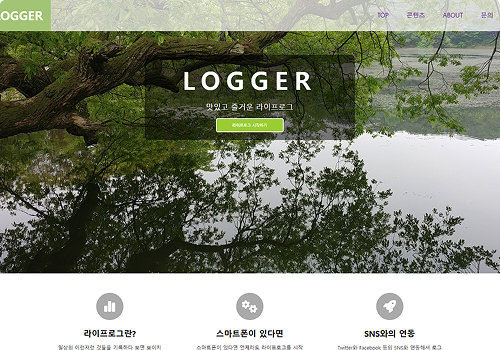 LOGGER
TOP 콘텐츠 ABOUT 문의
LOGGER
맛있고 즐거운 라이프로그
라이프로그 시작하기
라이프로그란?
스마트폰이 있다면
SNS와의 연동
일상의 이런저런 것들을 기록하다 보면 보이지
스마트폰이 있다면 언제라도 라이프로그를 시작
Twitter와 Facebook 등의 SNS와 연동해서 로그